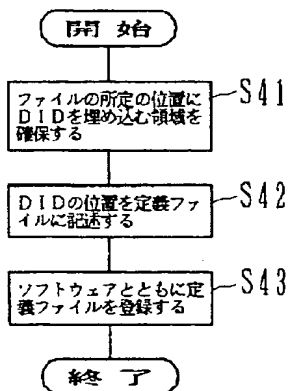 開始
ファイルの所定の位置に
DIDを埋め込む領域を
確保する
S41
DIDの位置を定義ファ
イルに記述する
S42
ソフトウェアとともに定
義ファイルを登録する
S43
終了